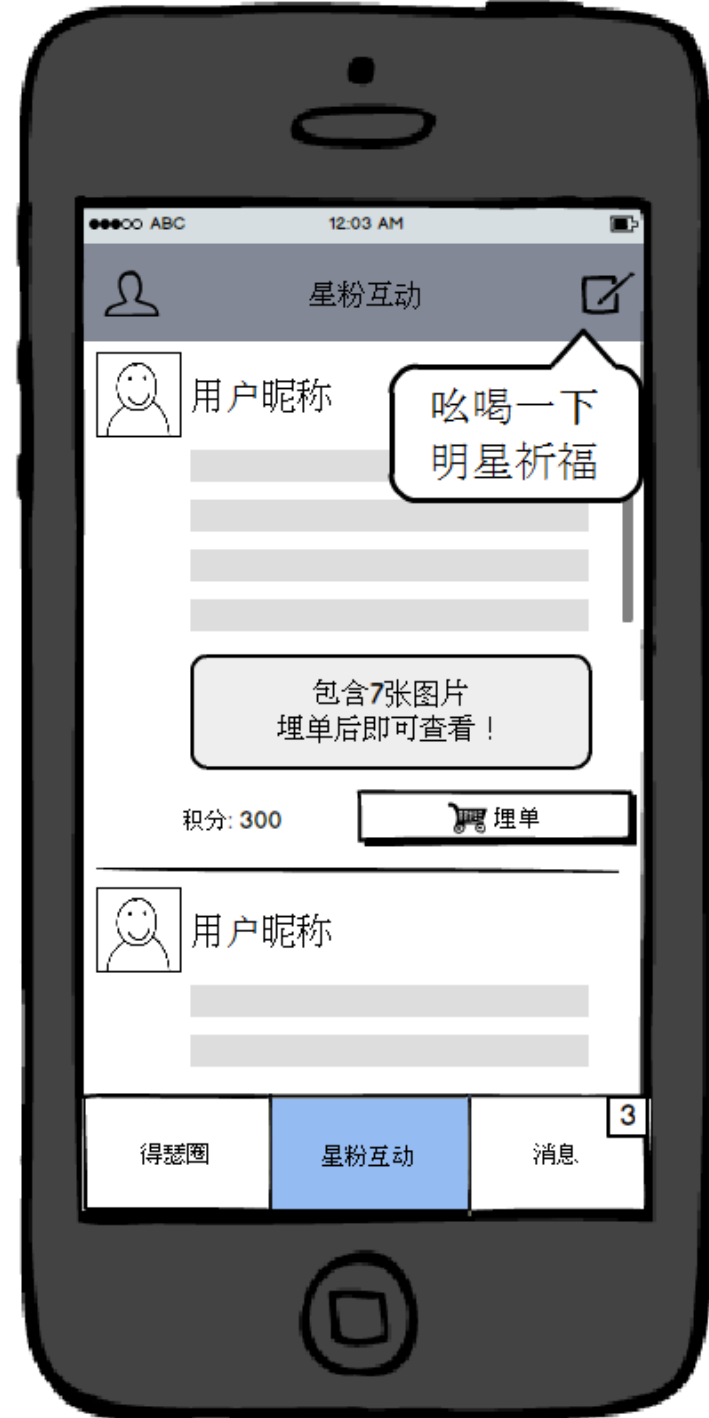 ABC 12:03 AM
星粉互动
用户昵称
吆喝一下
明星祈福
包含7张图片
埋单后即可查看！
积分: 300 埋单
用户昵称
得瑟圈 星粉互动 消息 3